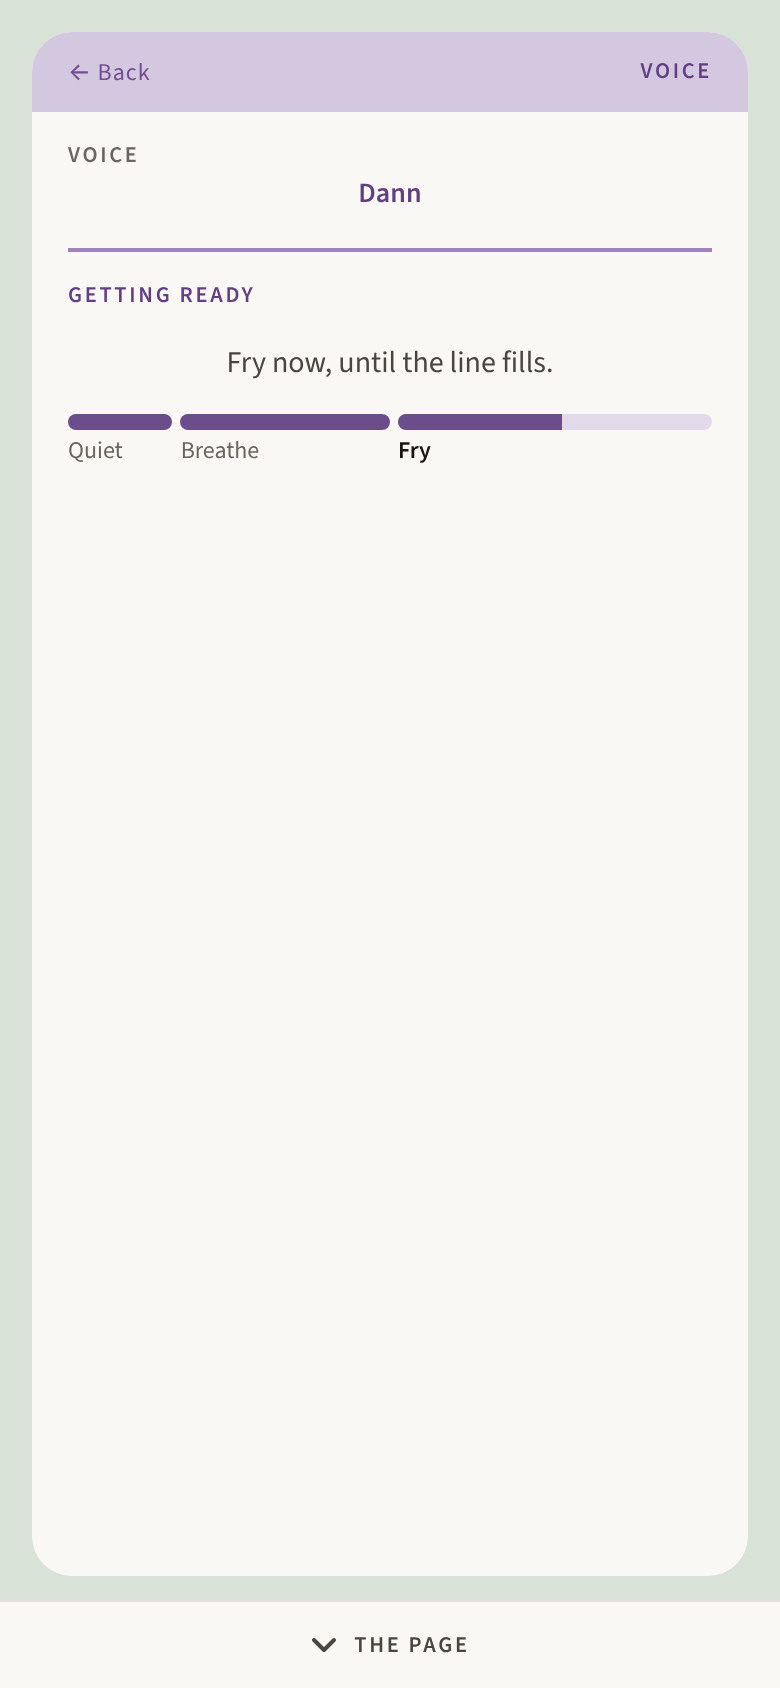 ← Back
VOICE
VOICE
Dann
GETTING READY
Fry now, until the line fills.
Quiet Breathe Fry
THE PAGE